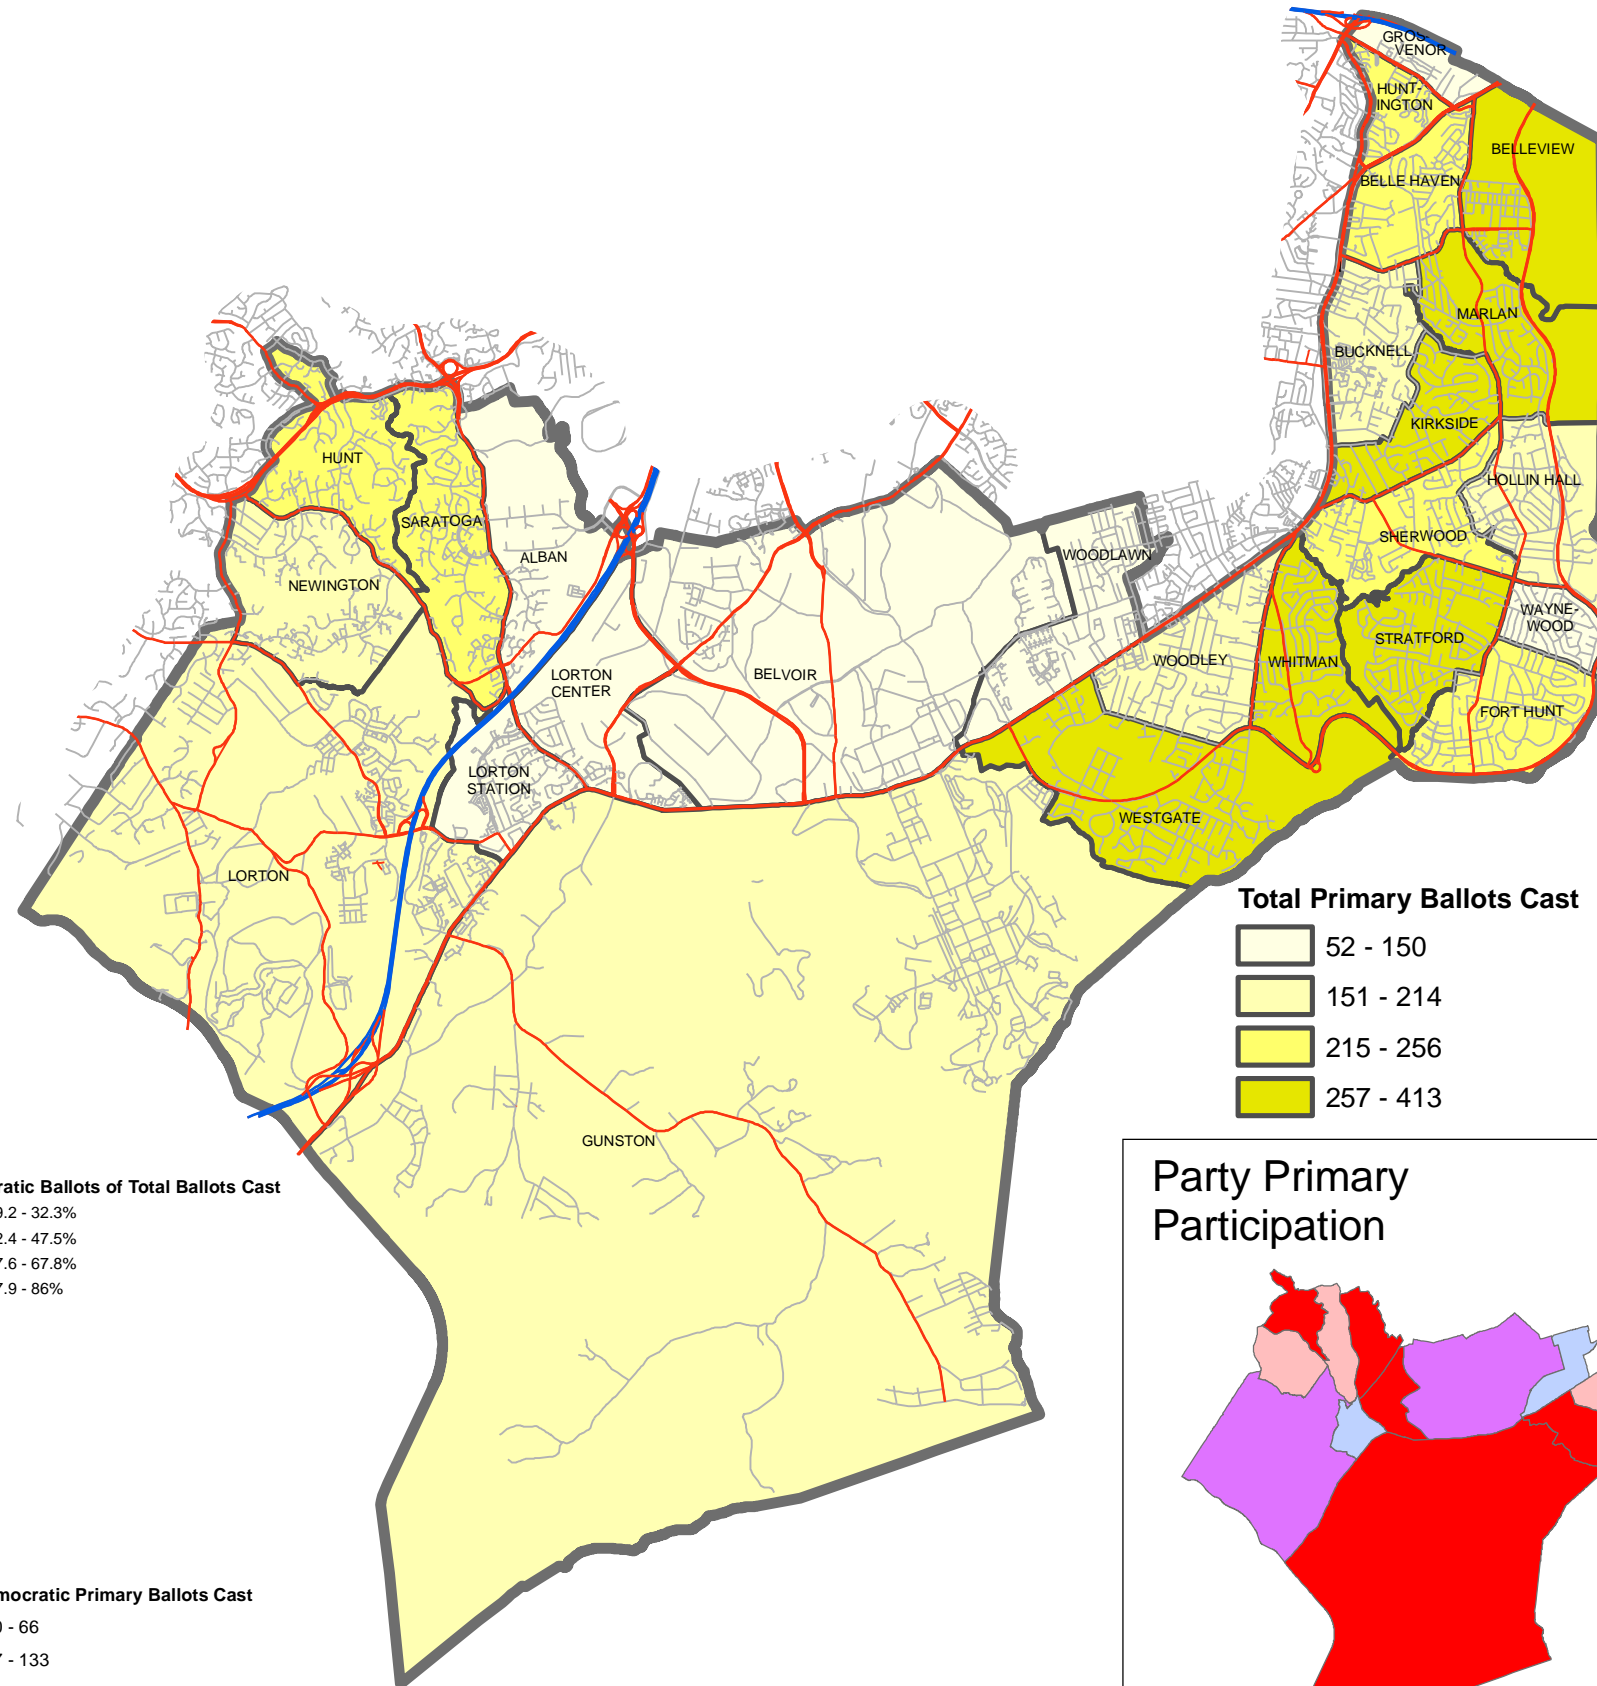 GROS-
VENOR
HUNT-
INGTON
BELLEVIEW
BELLE HAVEN
MARLAN
BUCKNELL
KIRKSIDE
HUNT
HOLLIN HALL
SARATOGA
SHERWOOD
ALBAN
WOODLAWN
NEWINGTON
WAYNE-
WOOD
STRATFORD
WOODLEY
WHITMAN
LORTON
CENTER
BELVOIR
FORT HUNT
LORTON
STATION
WESTGATE
LORTON
GUNSTON
Total Primary Ballots Cast
52 - 150
151 - 214
215 - 256
257 - 413
Party Primary
Participation
ratic Ballots of Total Ballots Cast
9.2 - 32.3%
2.4 - 47.5%
7.6 - 67.8%
7.9 - 86%
mocratic Primary Ballots Cast
0 - 66
7 - 133